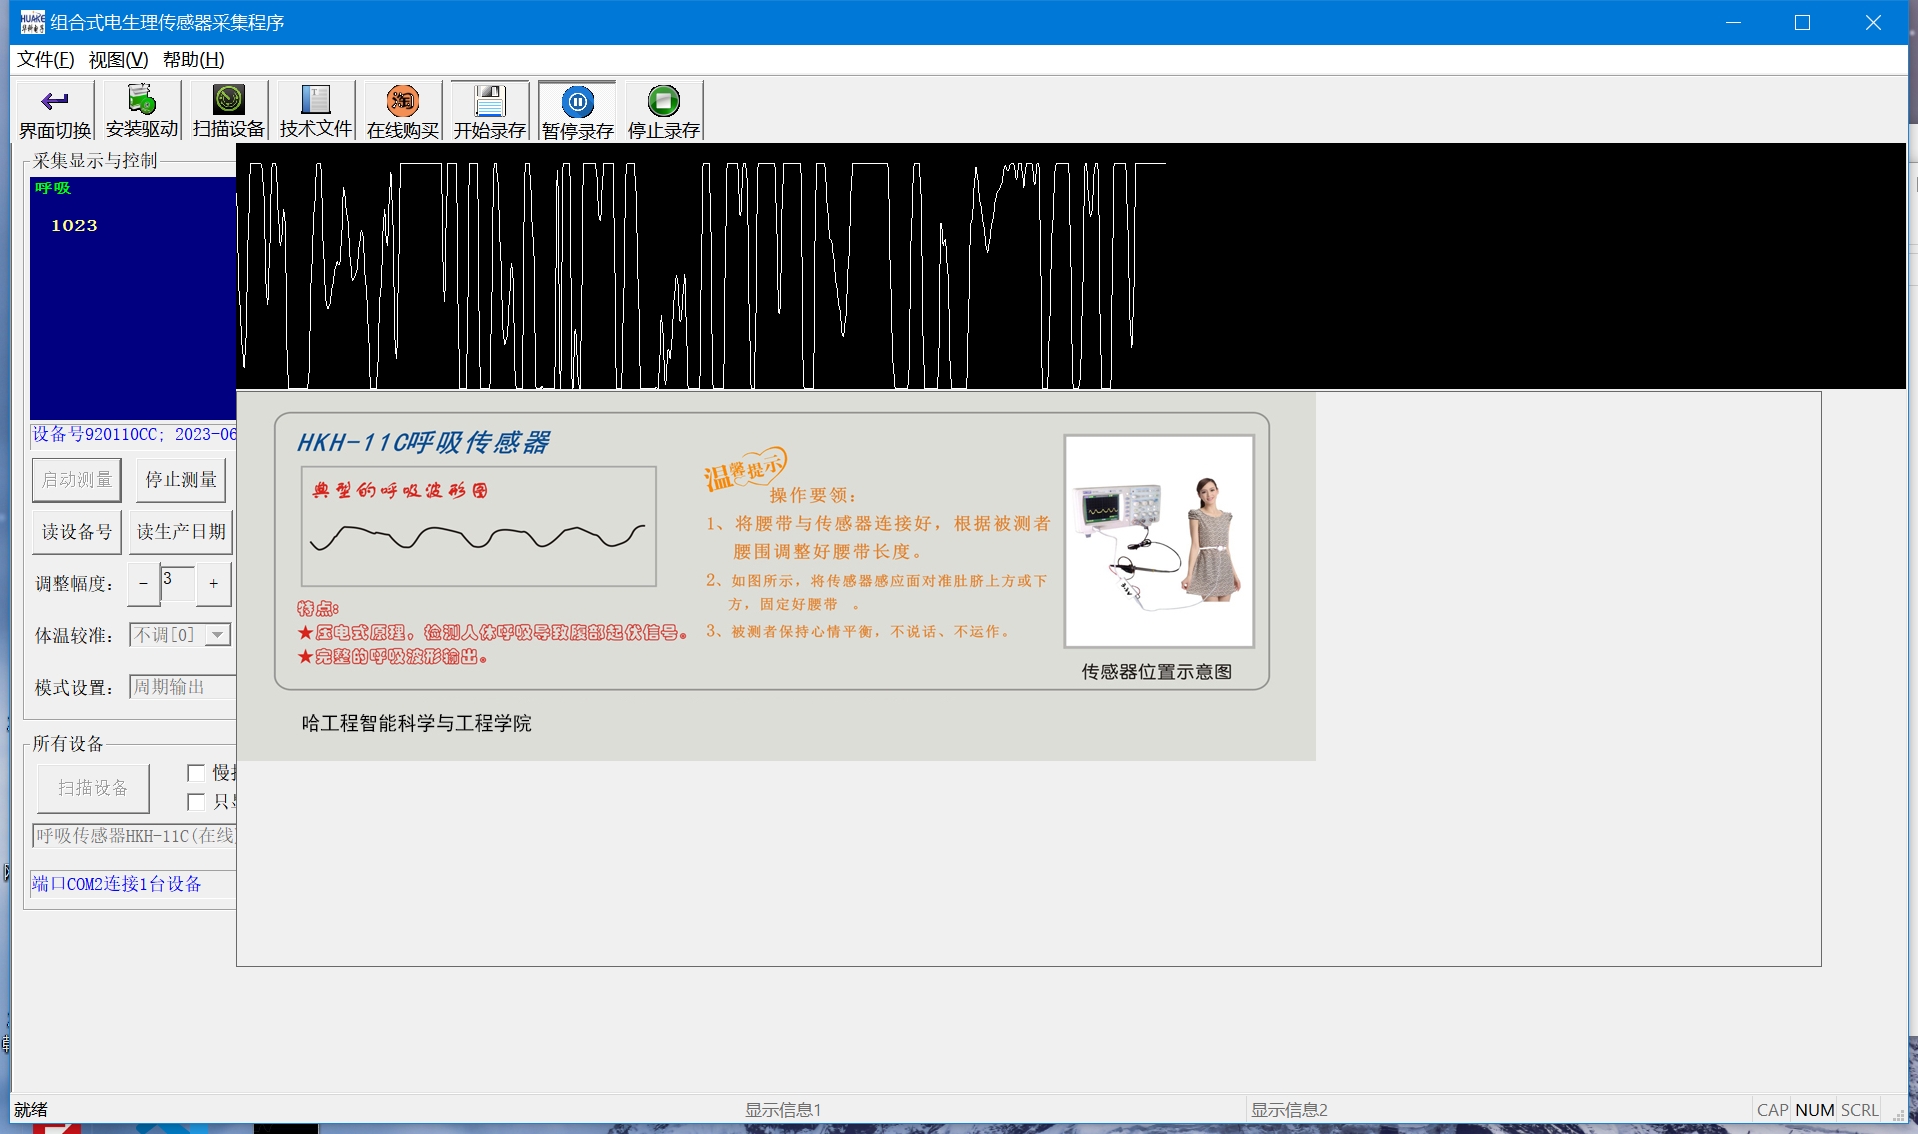 组合式电生理传感器采集程序
文件(F) 视图(V) 帮助(H)
界面切换 安装驱动 扫描设备 技术文件 在线购买 开始录存 暂停录存 停止录存
采集显示与控制
呼吸
1023
设备号920110CC; 2023-06
启动测量 停止测量
读设备号 读生产日期
调整幅度: - 3 +
体温较准: 不调[0]
模式设置: 周期输出
所有设备
扫描设备
慢扫
只显
呼吸传感器HKH-11C(在线)
端口COM2连接1台设备
HKH-11C呼吸传感器
典型的呼吸波形图
特点:
★压电式原理，检测人体呼吸导致腹部起伏信号。
★完整的呼吸波形输出。
温馨提示
操作要领:
1、将腰带与传感器连接好，根据被测者
腰围调整好腰带长度。
2、如图所示，将传感器感应面对准肚脐上方或下
方，固定好腰带 。
3、被测者保持心情平衡，不说话、不运作。
传感器位置示意图
哈工程智能科学与工程学院
就绪 显示信息1 显示信息2 CAP NUM SCRL